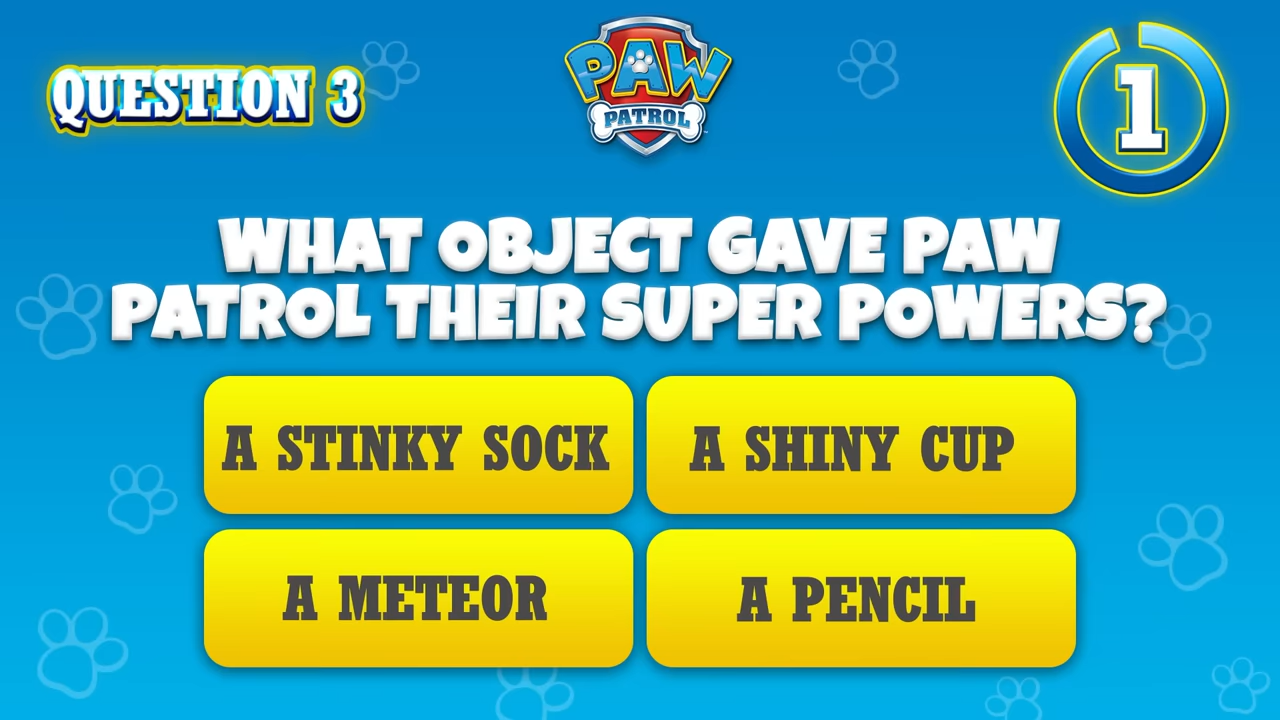 QUESTION 3
PAW
PATROL
1
WHAT OBJECT GAVE PAW
PATROL THEIR SUPER POWERS?
A STINKY SOCK
A SHINY CUP
A METEOR
A PENCIL